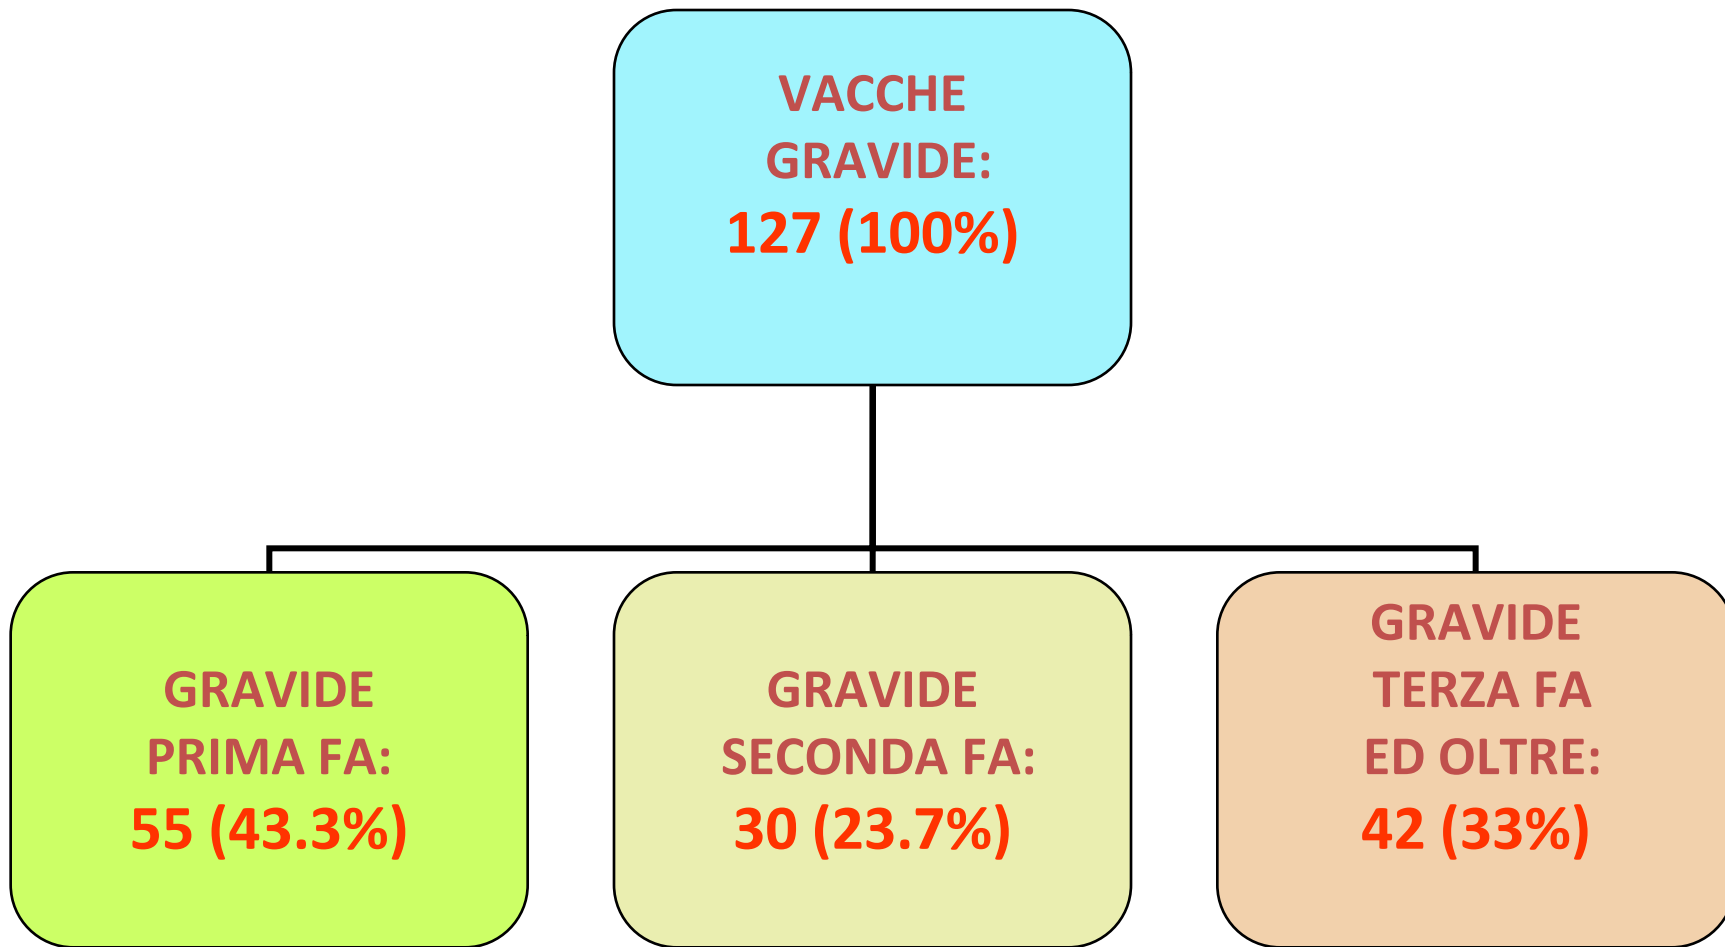 VACCHE
GRAVIDE:
127 (100%)
GRAVIDE
PRIMA FA:
55 (43.3%)
GRAVIDE
SECONDA FA:
30 (23.7%)
GRAVIDE
TERZA FA
ED OLTRE:
42 (33%)